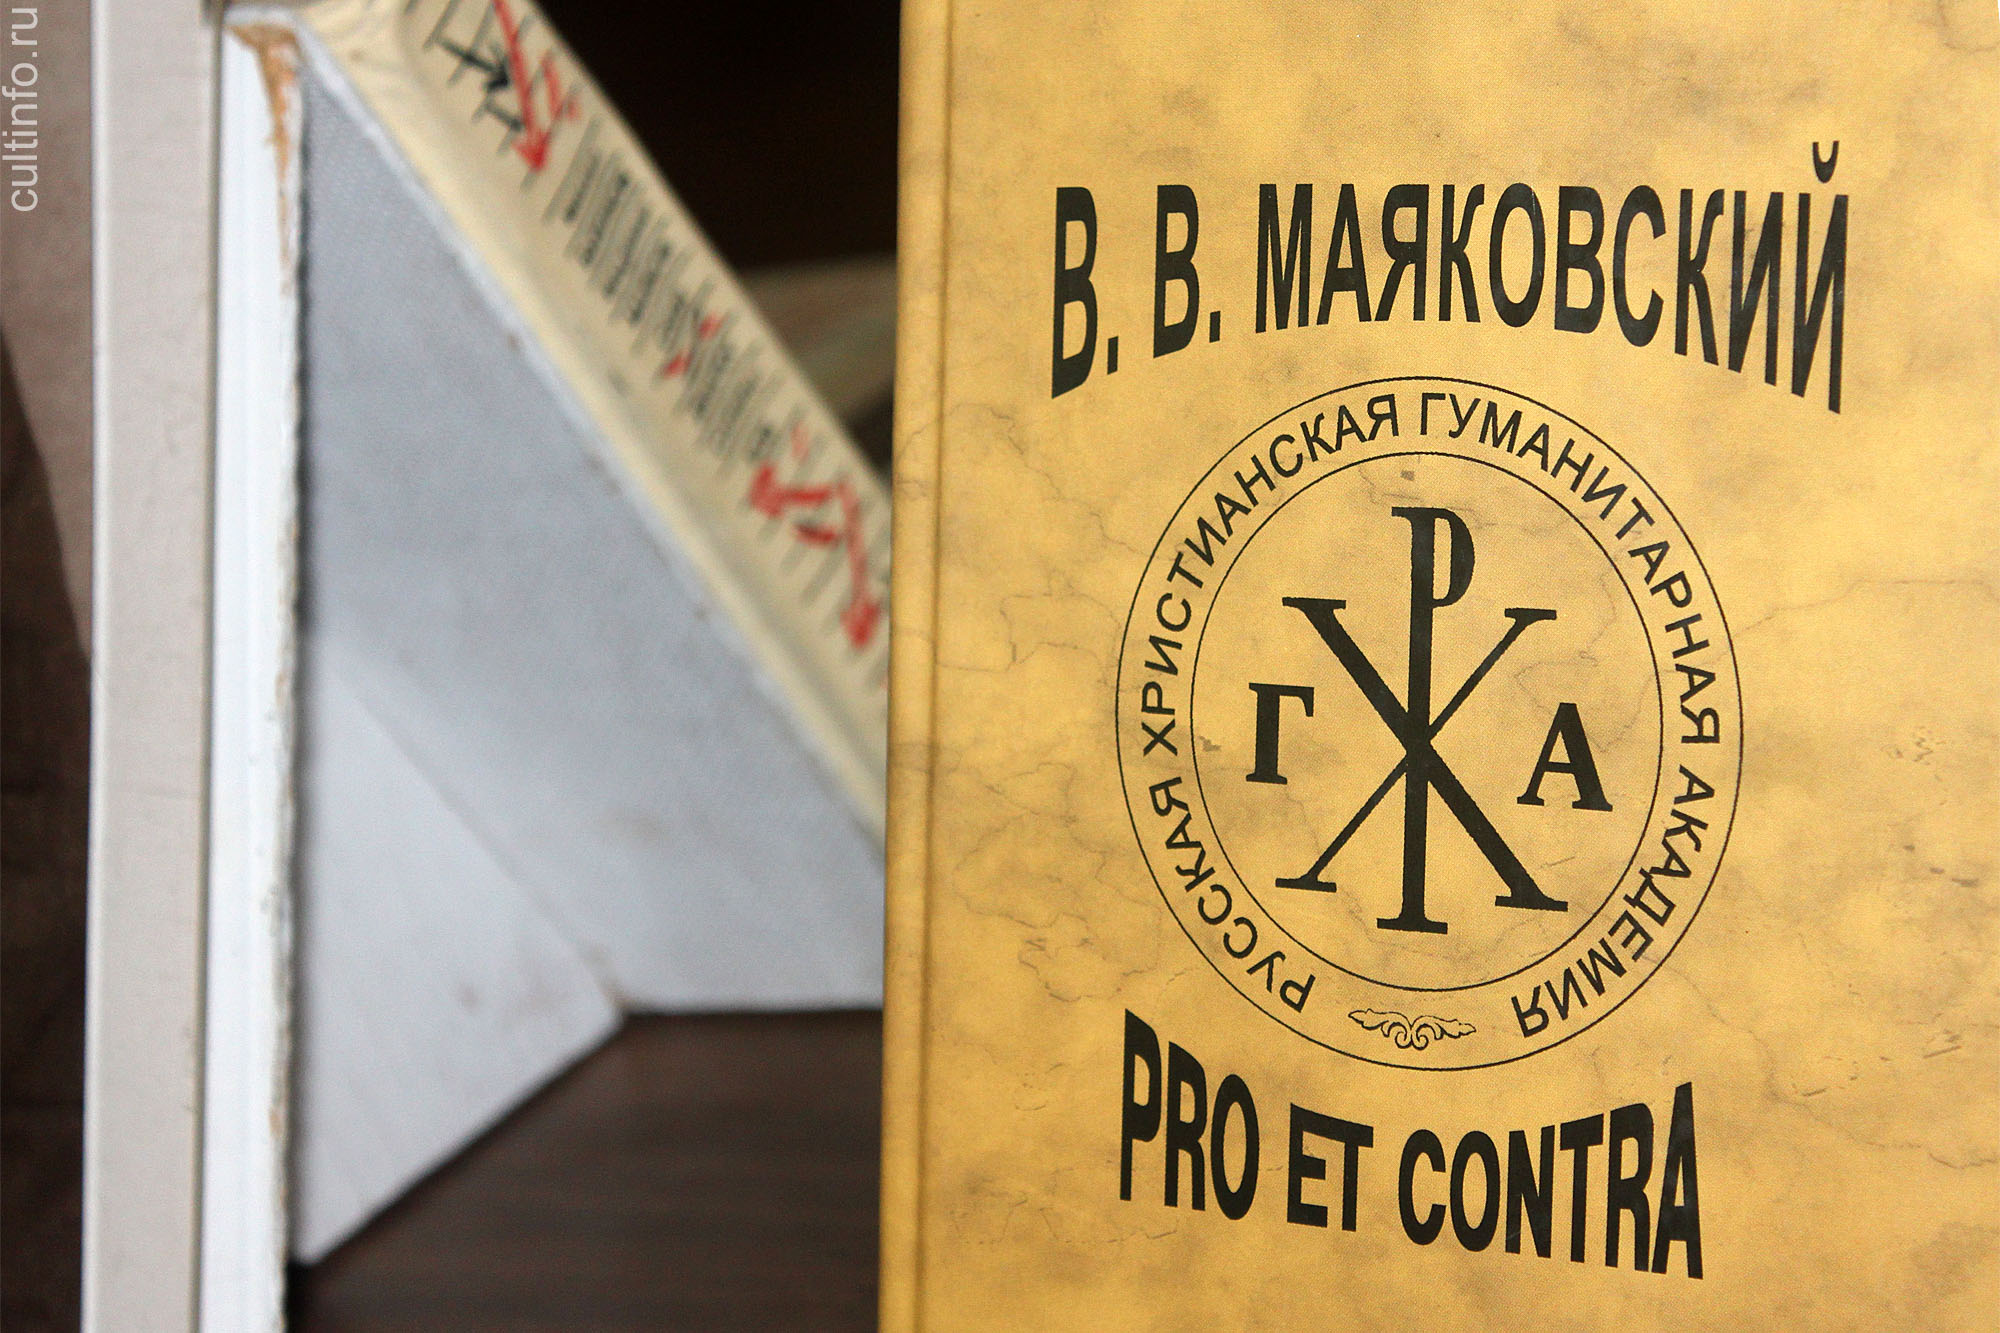 cultinfo.ru
В. В. МАЯКОВСКИЙ
РУССКАЯ ХРИСТИАНСКАЯ ГУМАНИТАРНАЯ АКАДЕМИЯ
Р
Г Х А
PRO ET CONTRA